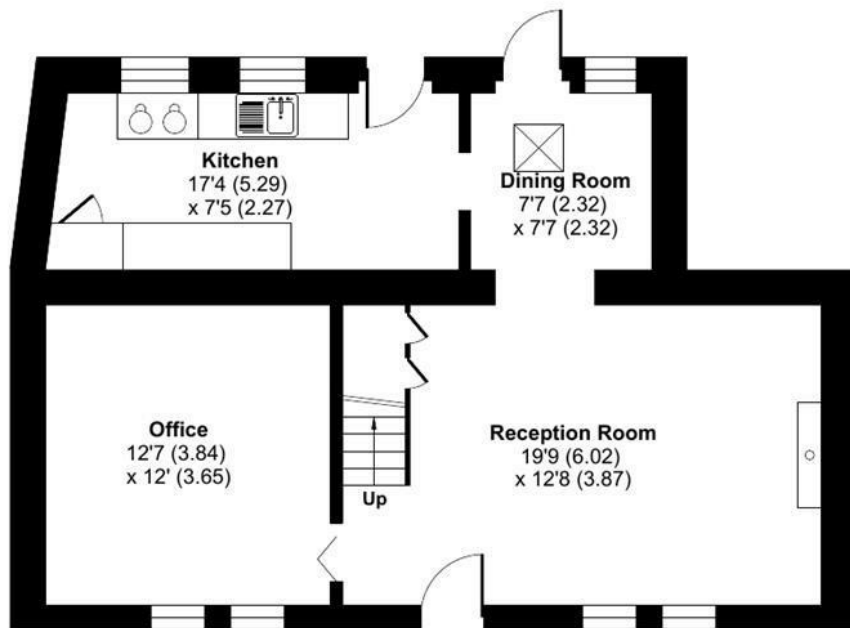 Kitchen
17'4 (5.29)
x 7'5 (2.27)
Dining Room
7'7 (2.32)
x 7'7 (2.32)
Office
12'7 (3.84)
x 12' (3.65)
Reception Room
19'9 (6.02)
x 12'8 (3.87)
Up